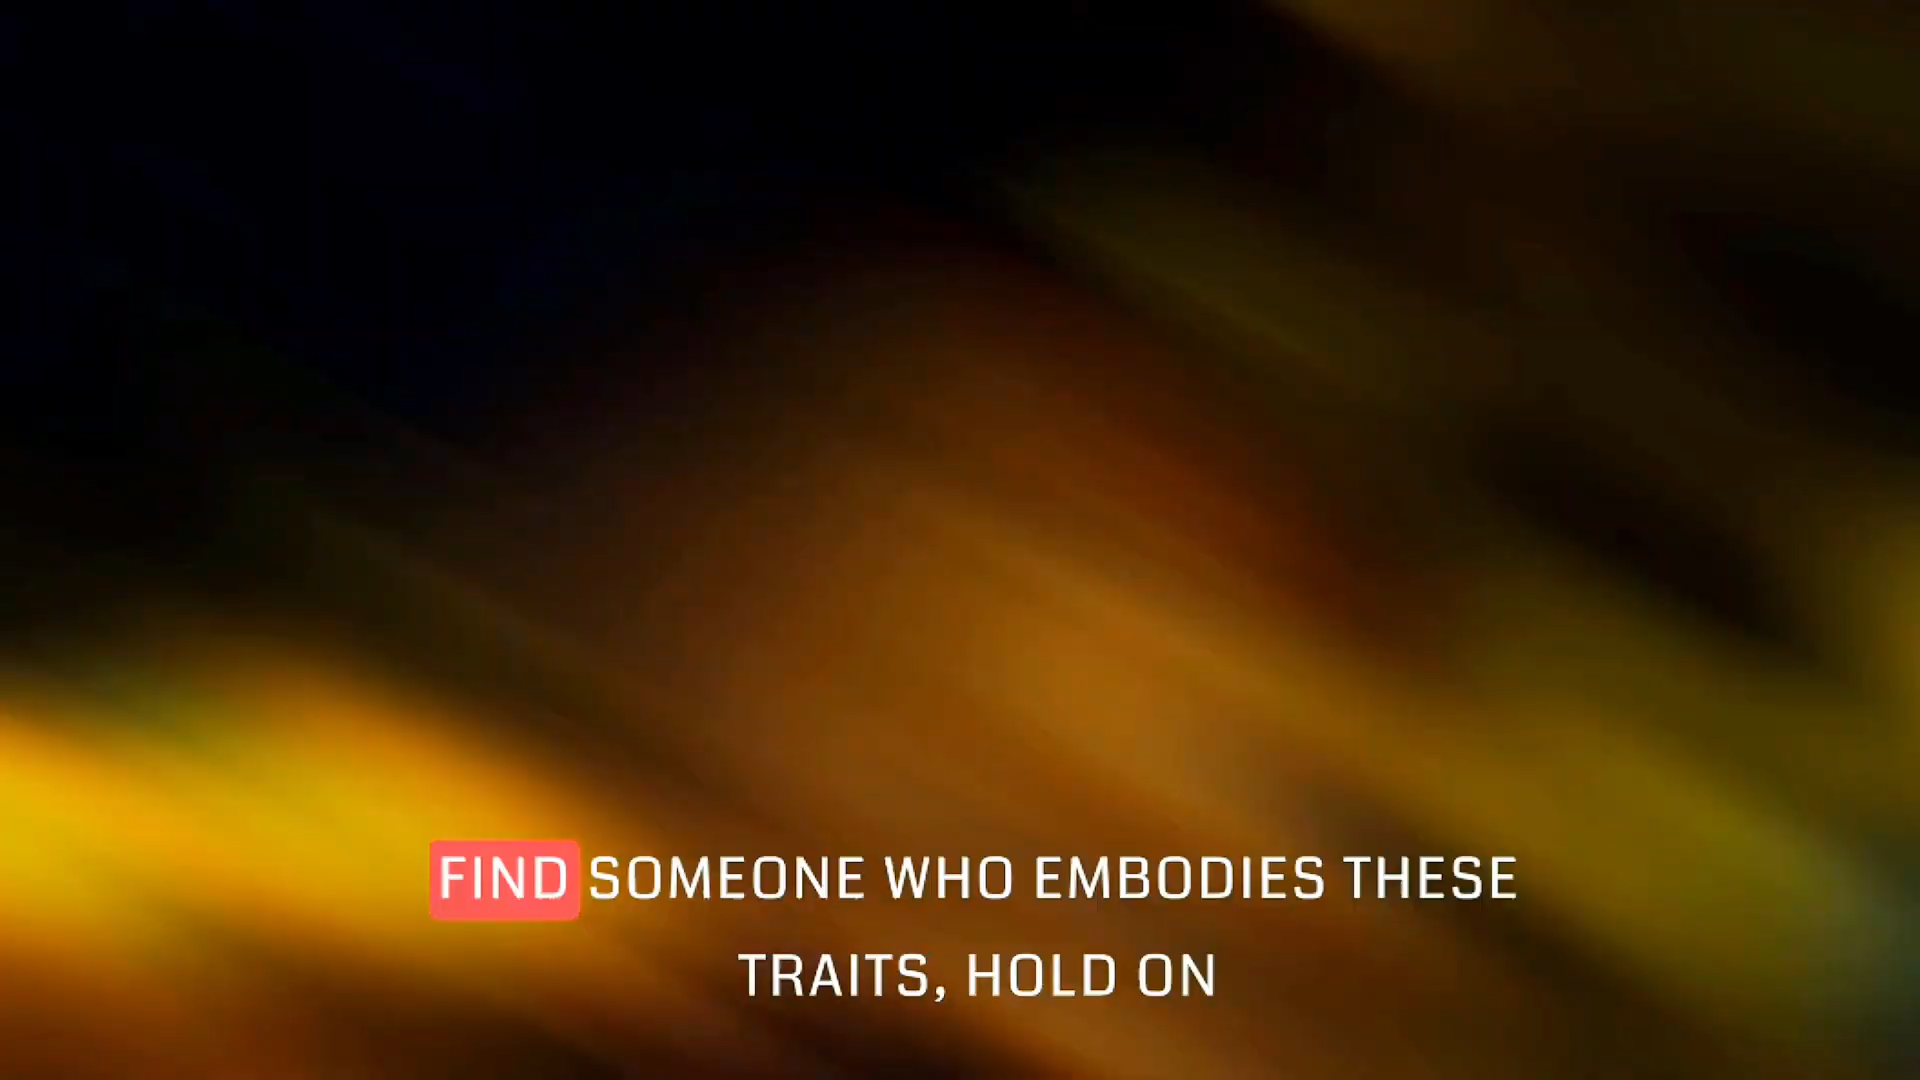 FIND SOMEONE WHO EMBODIES THESE
TRAITS, HOLD ON